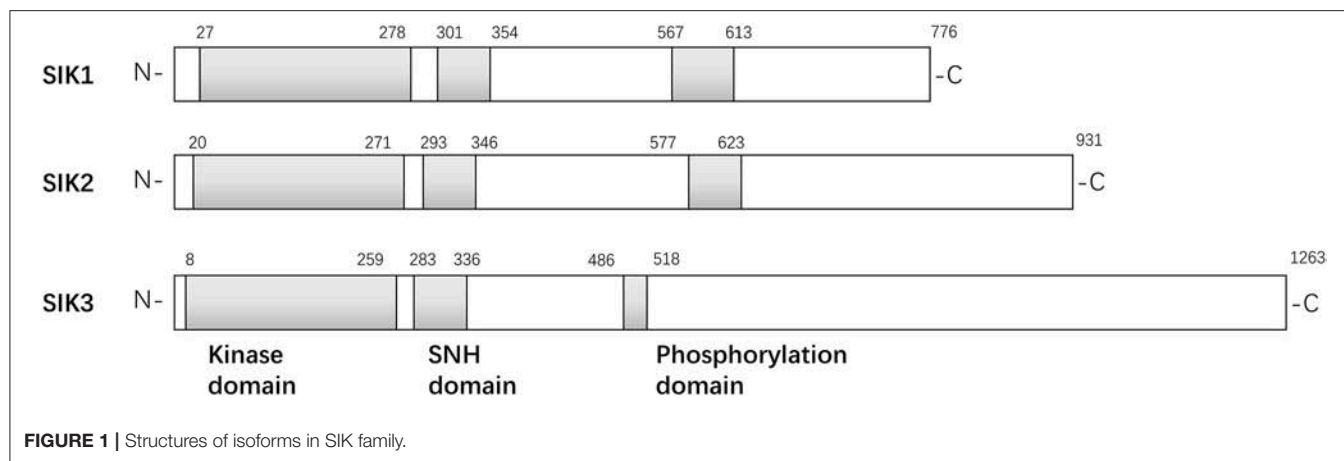 27 278 301 354 567 613 776
SIK1 N- -C
20 271 293 346 577 623 931
SIK2 N- -C
8 259 283 336 486 518 1263
SIK3 N- -C
Kinase SNH Phosphorylation
domain domain domain
FIGURE 1 | Structures of isoforms in SIK family.